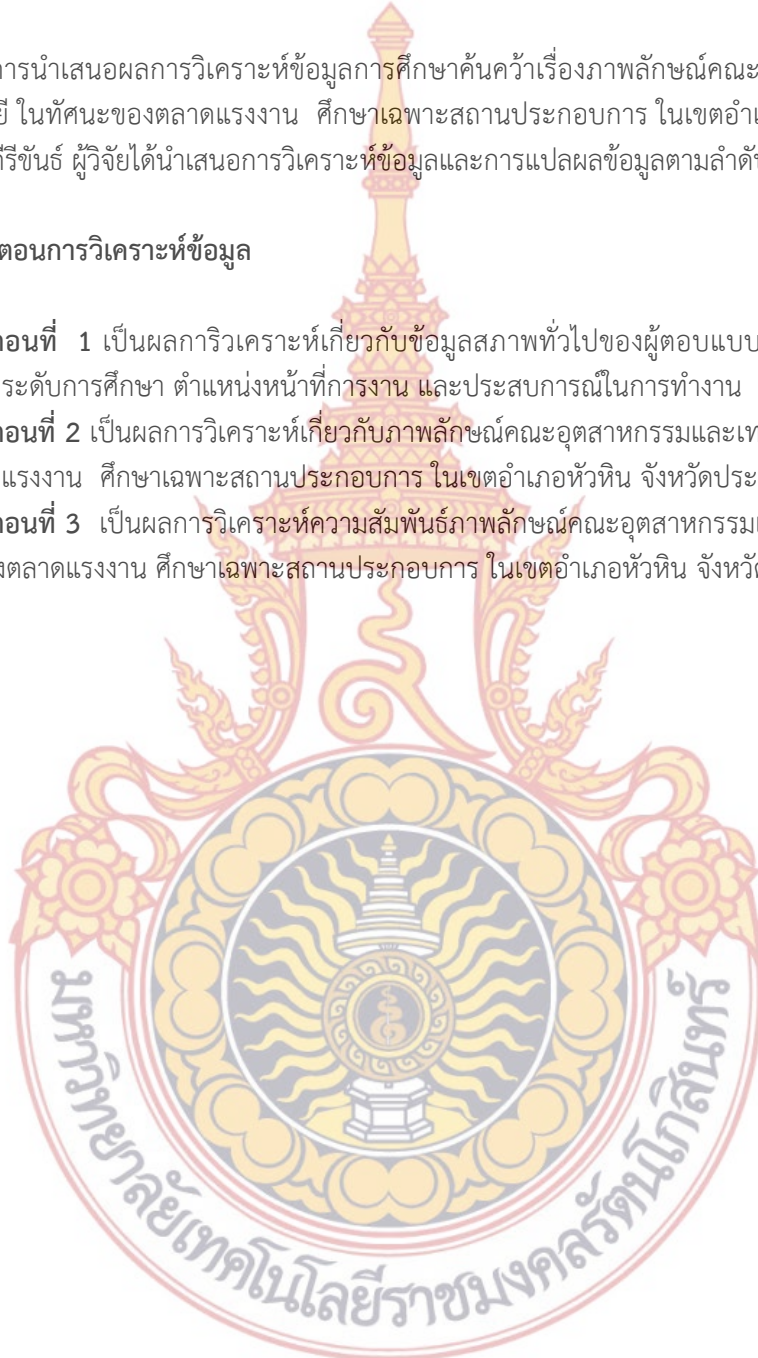 การนำเสนอผลการวิเคราะห์ข้อมูลการศึกษาค้นคว้าเรื่องภาพลักษณ์คณะ
ยี ในทัศนะของตลาดแรงงาน ศึกษาเฉพาะสถานประกอบการ ในเขตอำเ
คีรีขันธ์ ผู้วิจัยได้นำเสนอการวิเคราะห์ข้อมูลและการแปลผลข้อมูลตามลำดับ
ตอนการวิเคราะห์ข้อมูล
ตอนที่ 1 เป็นผลการิวเคราะห์เกี่ยวกับข้อมูลสภาพทั่วไปของผู้ตอบแบบ
ระดับการศึกษา ตำแหน่งหน้าที่การงาน และประสบการณ์ในการทำงาน
ตอนที่ 2 เป็นผลการวิเคราะห์เกี่ยวกับภาพลักษณ์คณะอุตสาหกรรมและเท
แรงงาน ศึกษาเฉพาะสถานประกอบการ ในเขตอำเภอหัวหิน จังหวัดประ
ตอนที่ 3 เป็นผลการวิเคราะห์ความสัมพันธ์ภาพลักษณ์คณะอุตสาหกรรมแ
งตลาดแรงงาน ศึกษาเฉพาะสถานประกอบการ ในเขตอำเภอหัวหิน จังหวัด
มหาวิทยาลัยเทคโนโลยีราชมงคลรัตนโกสินทร์